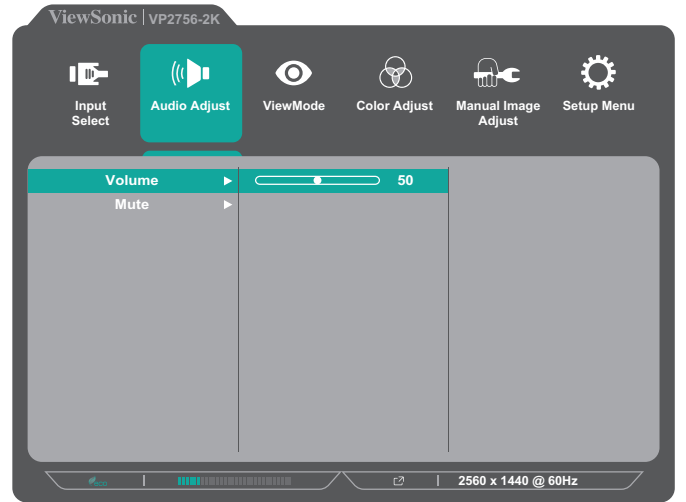 ViewSonic | VP2756-2K
Input
Select
Audio Adjust
ViewMode
Color Adjust
Manual Image
Adjust
Setup Menu
Volume
50
Mute
eco
2560 x 1440 @ 60Hz